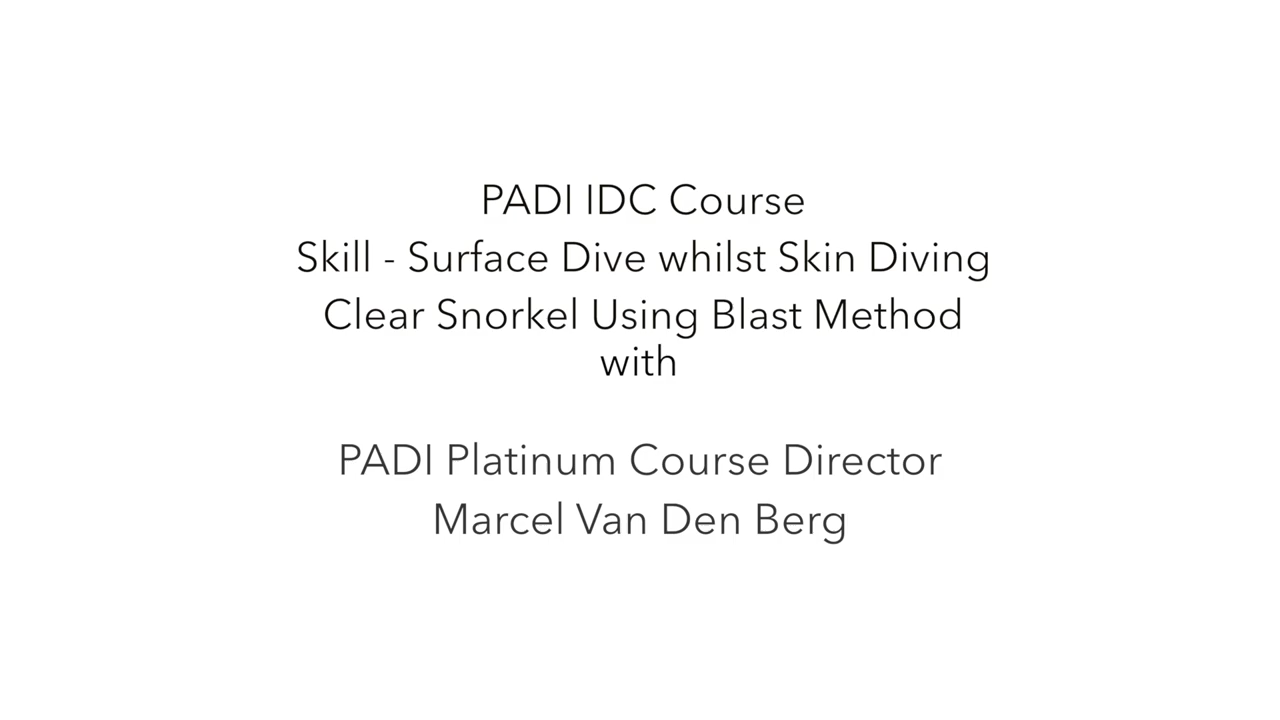 PADI IDC Course
Skill - Surface Dive whilst Skin Diving
Clear Snorkel Using Blast Method
with
PADI Platinum Course Director
Marcel Van Den Berg